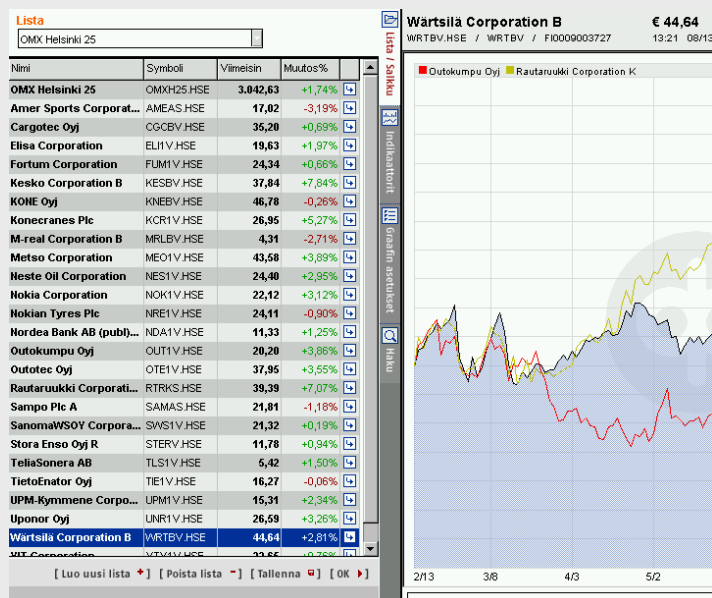 Lista
OMX Helsinki 25
Nimi Symboli Viimeisin Muutos%
OMX Helsinki 25 OMXH25.HSE 3.042,63 +1,74%
Amer Sports Corporat... AMEAS.HSE 17,02 -3,19%
Cargotec Oyj CGCBV.HSE 35,20 +0,69%
Elisa Corporation ELI1V.HSE 19,63 +1,97%
Fortum Corporation FUM1V.HSE 24,34 +0,66%
Kesko Corporation B KESBV.HSE 37,84 +7,84%
KONE Oyj KNEBV.HSE 46,78 -0,26%
Konecranes Plc KCR1V.HSE 26,95 +5,27%
M-real Corporation B MRLBV.HSE 4,31 -2,71%
Metso Corporation MEO1V.HSE 43,58 +3,89%
Neste Oil Corporation NES1V.HSE 24,40 +2,95%
Nokia Corporation NOK1V.HSE 22,12 +3,12%
Nokian Tyres Plc NRE1V.HSE 24,11 -0,90%
Nordea Bank AB (publ)... NDA1V.HSE 11,33 +1,25%
Outokumpu Oyj OUT1V.HSE 20,20 +3,86%
Outotec Oyj OTE1V.HSE 37,95 +3,55%
Rautaruukki Corporati... RTRKS.HSE 39,39 +7,07%
Sampo Plc A SAMAS.HSE 21,81 -1,18%
SanomaWSOY Corpora... SWS1V.HSE 21,32 +0,19%
Stora Enso Oyj R STERV.HSE 11,78 +0,94%
TeliaSonera AB TLS1V.HSE 5,42 +1,50%
TietoEnator Oyj TIE1V.HSE 16,27 -0,06%
UPM-Kymmene Corpo... UPM1V.HSE 15,31 +2,34%
Uponor Oyj UNR1V.HSE 26,59 +3,26%
Wärtsilä Corporation B WRTBV.HSE 44,64 +2,81%
YIT Corporation YTY1V.HSE 22,65 +0,76%
[ Luo uusi lista + ] [ Poista lista - ] [ Tallenna ] [ OK ]
Lista / Salkku
Indikaattorit
Graafin asetukset
Haku
Wärtsilä Corporation B € 44,64
WRTBV.HSE / WRTBV / FI0009003727 13:21 08/13
Outokumpu Oyj Rautaruukki Corporation K
2/13 3/8 4/3 5/2